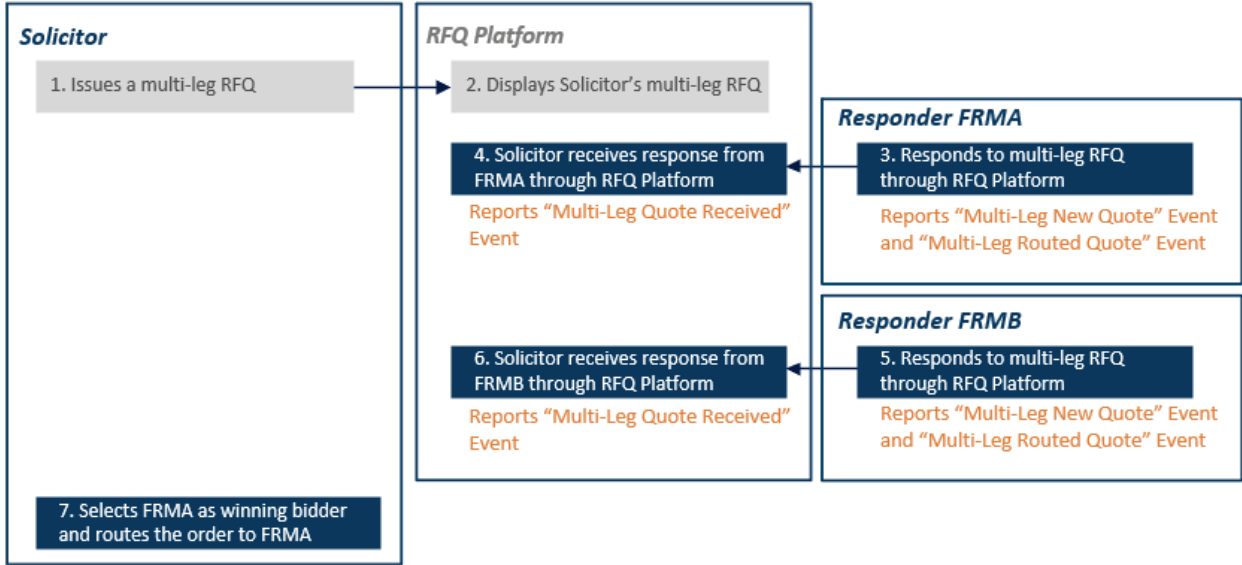 Solicitor
1. Issues a multi-leg RFQ
RFQ Platform
2. Displays Solicitor's multi-leg RFQ
Responder FRMA
3. Responds to multi-leg RFQ
through RFQ Platform
Reports “Multi-Leg New Quote” Event
and “Multi-Leg Routed Quote” Event
4. Solicitor receives response from
FRMA through RFQ Platform
Reports “Multi-Leg Quote Received”
Event
Responder FRMB
5. Responds to multi-leg RFQ
through RFQ Platform
Reports “Multi-Leg New Quote” Event
and “Multi-Leg Routed Quote” Event
6. Solicitor receives response from
FRMB through RFQ Platform
Reports “Multi-Leg Quote Received”
Event
7. Selects FRMA as winning bidder
and routes the order to FRMA